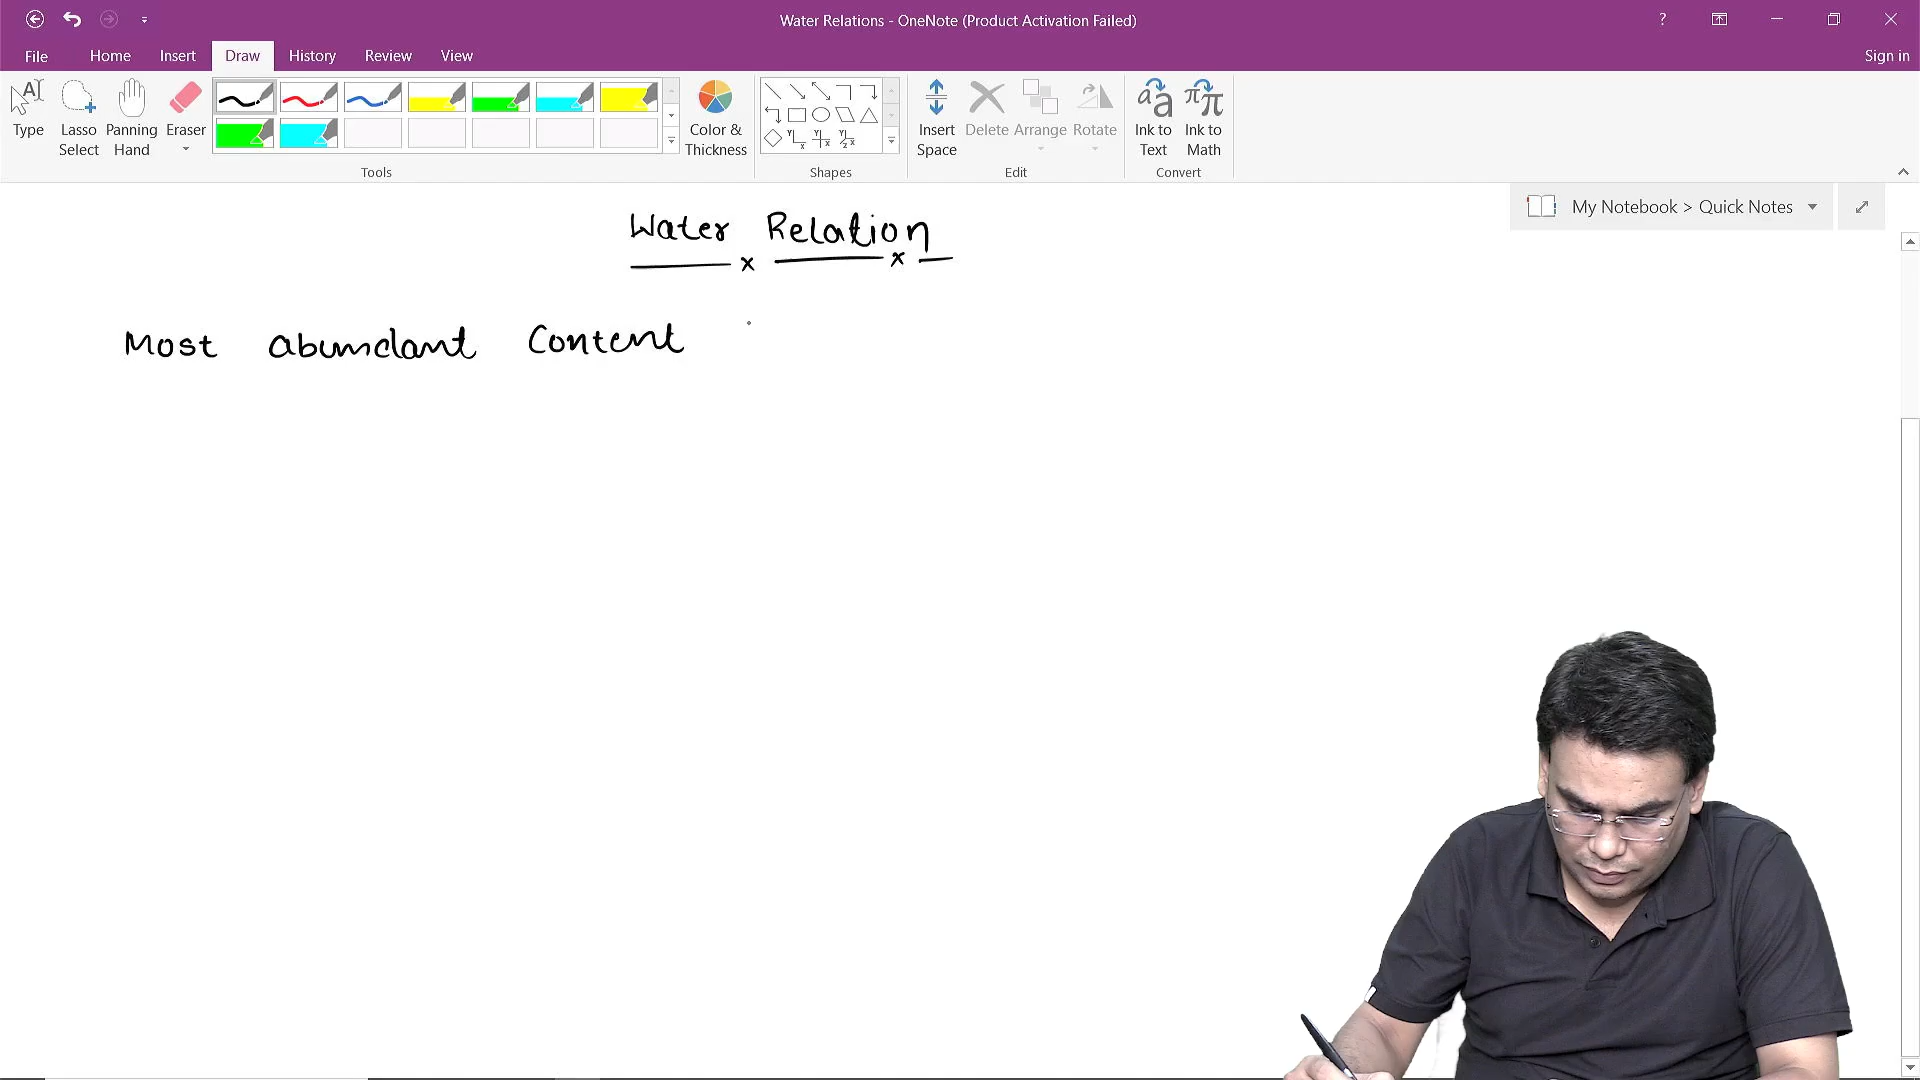 Water Relations - OneNote (Product Activation Failed)
?
File Home Insert Draw History Review View
Sign in
Type
Lasso Select
Panning Hand
Eraser
Color & Thickness
Insert Space
Delete
Arrange
Rotate
Ink to Text
Ink to Math
Tools
Shapes
Edit
Convert
My Notebook > Quick Notes
Water Relation
Most abundant Content